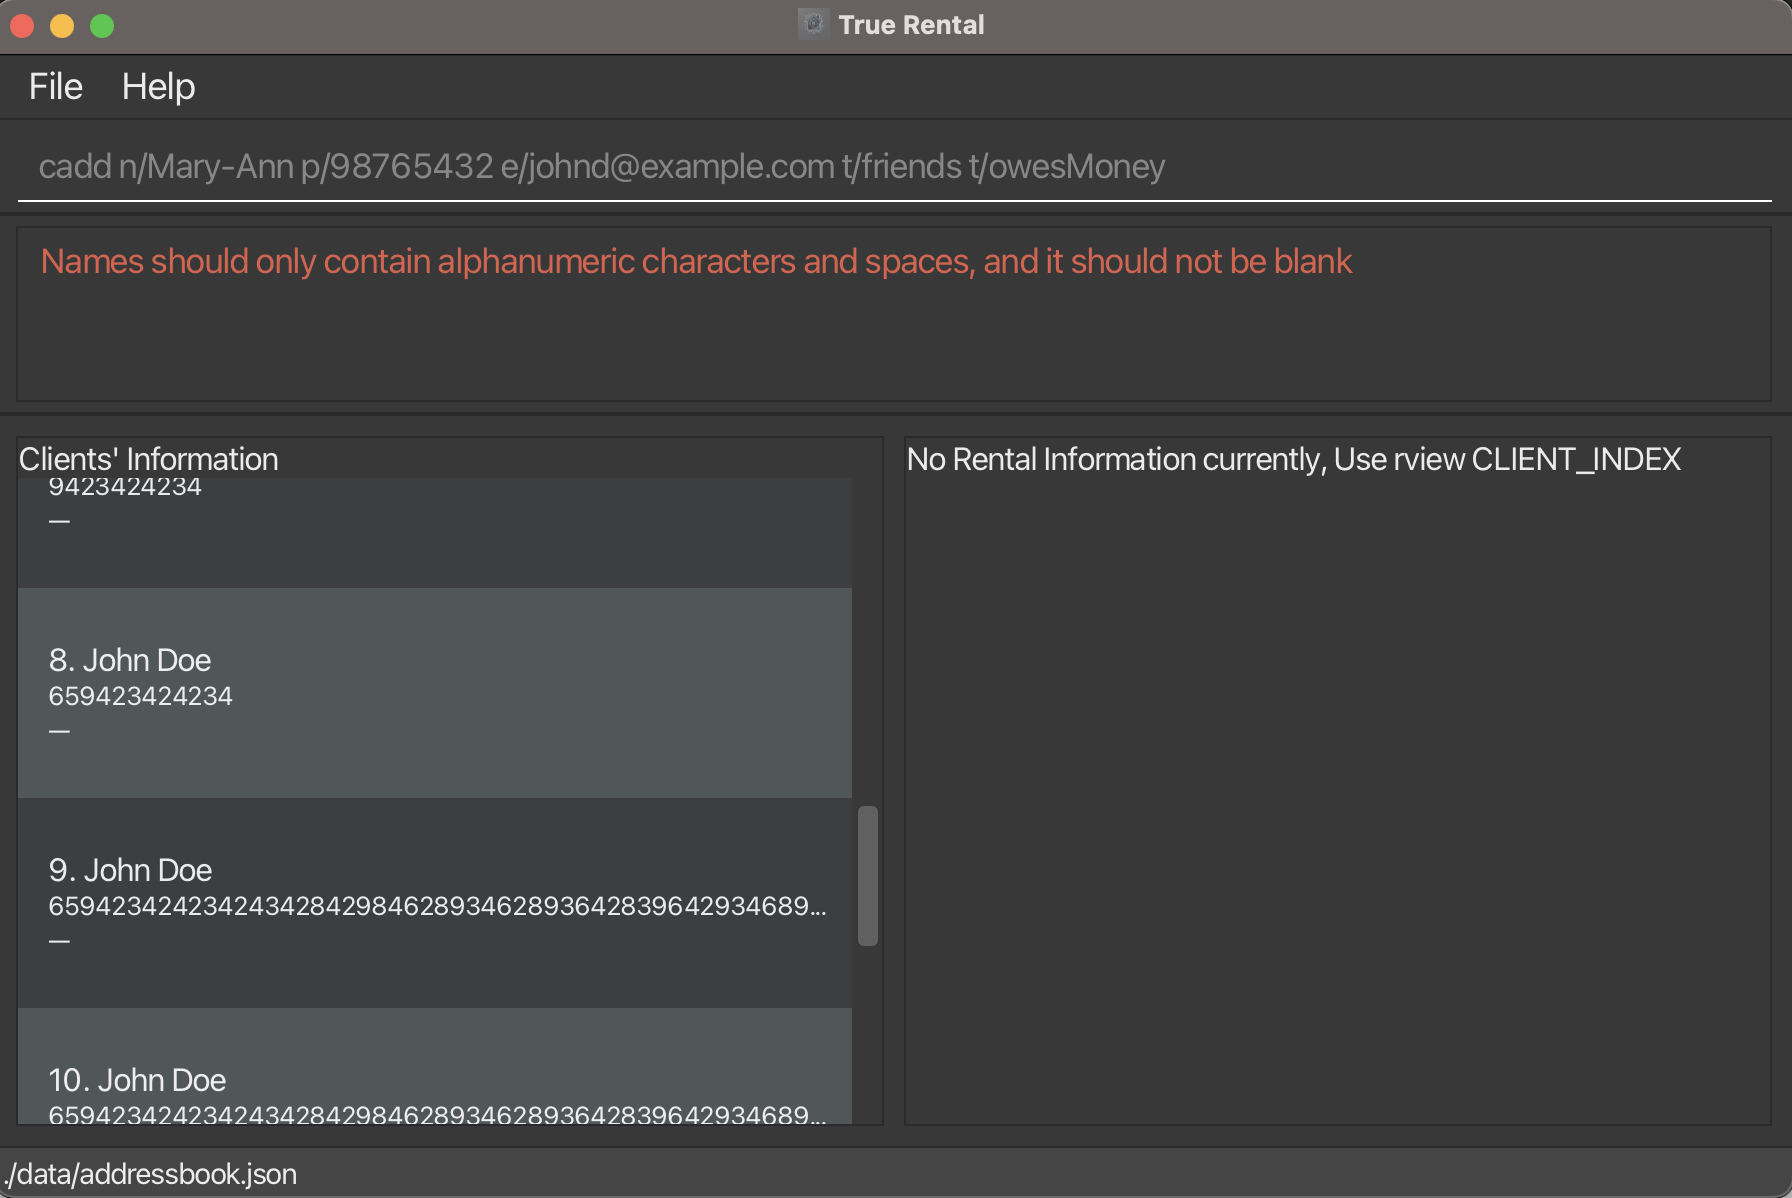 True Rental
File Help
cadd n/Mary-Ann p/98765432 e/johnd@example.com t/friends t/owesMoney
Names should only contain alphanumeric characters and spaces, and it should not be blank
Clients' Information
9423424234
—
8. John Doe
659423424234
—
9. John Doe
6594234242342434284298462893462893642839642934689...
—
10. John Doe
6594234242342434284298462893462893642839642934689...
No Rental Information currently, Use rview CLIENT_INDEX
./data/addressbook.json